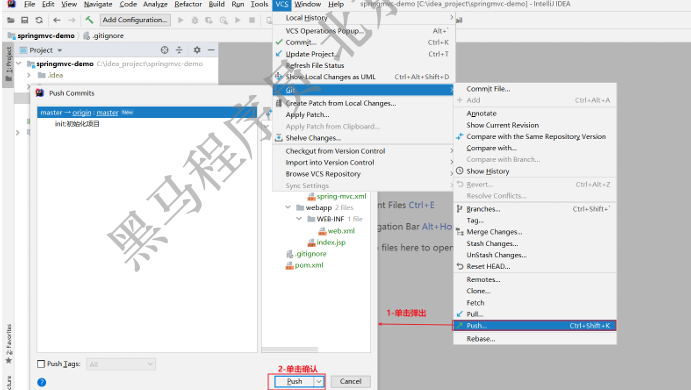 File Edit View Navigate Code Analyze Refactor Build Run Tools VCS Window Help springmvc-demo [C:\idea_project\springmvc-demo] - IntelliJ IDEA
Add Configuration...
springmvc-demo .gitignore
1: Project
Project
springmvc-demo C:\idea_project\springmvc-demo
.idea
Push Commits
master → origin : master New
init初始化项目
spring-mvc.xml
webapp 2 files
WEB-INF 1 file
web.xml
index.jsp
.gitignore
pom.xml
Push Tags: All
2-单击确认
Push
Cancel
?
2: Favorites
Local History
VCS Operations Popup... Alt+`
Commit... Ctrl+K
Update Project... Ctrl+T
Refresh File Status
Show Local Changes as UML Ctrl+Alt+Shift+D
Git
Create Patch from Local Changes...
Apply Patch...
Apply Patch from Clipboard...
Shelve Changes...
Checkout from Version Control
Import into Version Control
Browse VCS Repository
Sync Settings
Commit File...
Add Ctrl+Alt+A
Annotate
Show Current Revision
Compare with the Same Repository Version
Compare with...
Compare with Branch...
Show History
Revert... Ctrl+Alt+Z
Resolve Conflicts...
Branches... Ctrl+Shift+`
Tag...
Merge Changes...
Stash Changes...
UnStash Changes...
Reset HEAD...
Remotes...
Clone...
Fetch
Pull...
Push... Ctrl+Shift+K
Rebase...
nt Files Ctrl+E
gation Bar Alt+Ho
files here to open
1-单击弹出
黑马程序员 北京